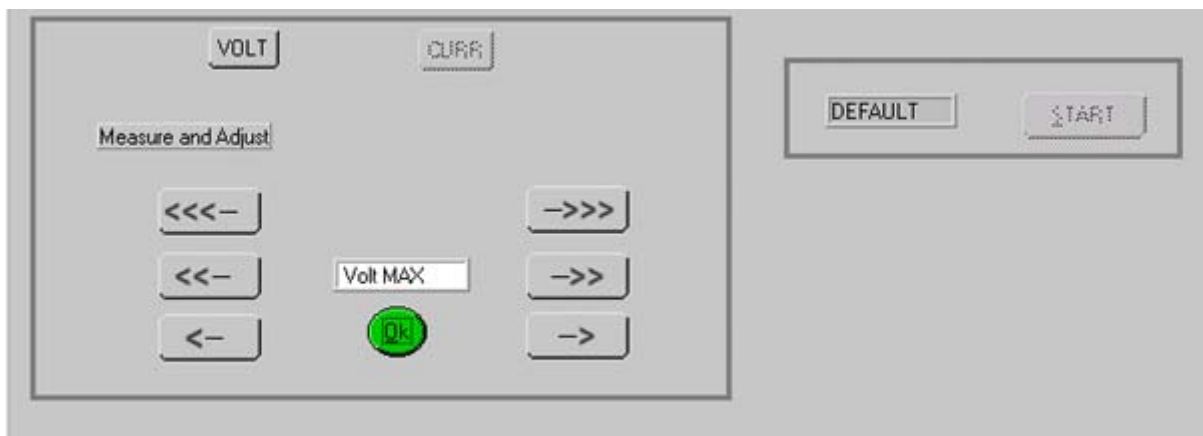 VOLT
CURR
DEFAULT
START
Measure and Adjust
<<<–
–>>>
<<–
Volt MAX
–>>
<–
Ok
–>